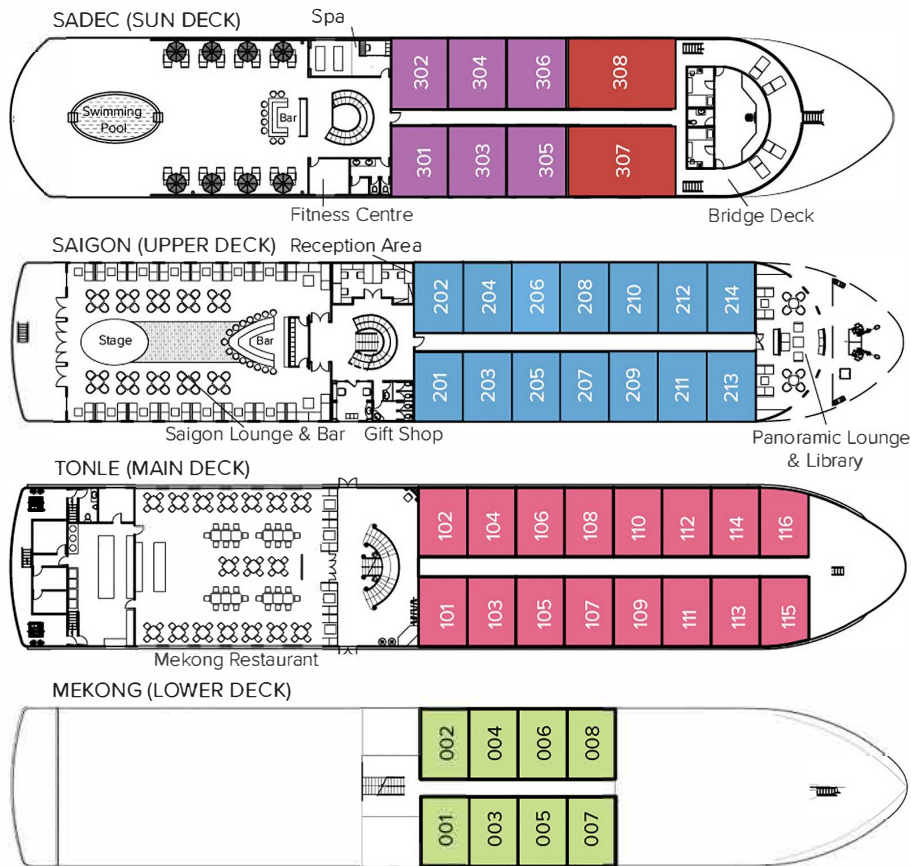 SADEC (SUN DECK)
Spa
302
304
306
308
Swimming
Pool
Bar
301
303
305
307
Fitness Centre
Bridge Deck
SAIGON (UPPER DECK)
Reception Area
202
204
206
208
210
212
214
Stage
Bar
201
203
205
207
209
211
213
Saigon Lounge & Bar
Gift Shop
Panoramic Lounge
& Library
TONLE (MAIN DECK)
102
104
106
108
110
112
114
116
101
103
105
107
109
111
113
115
Mekong Restaurant
MEKONG (LOWER DECK)
002
004
006
008
001
003
005
007